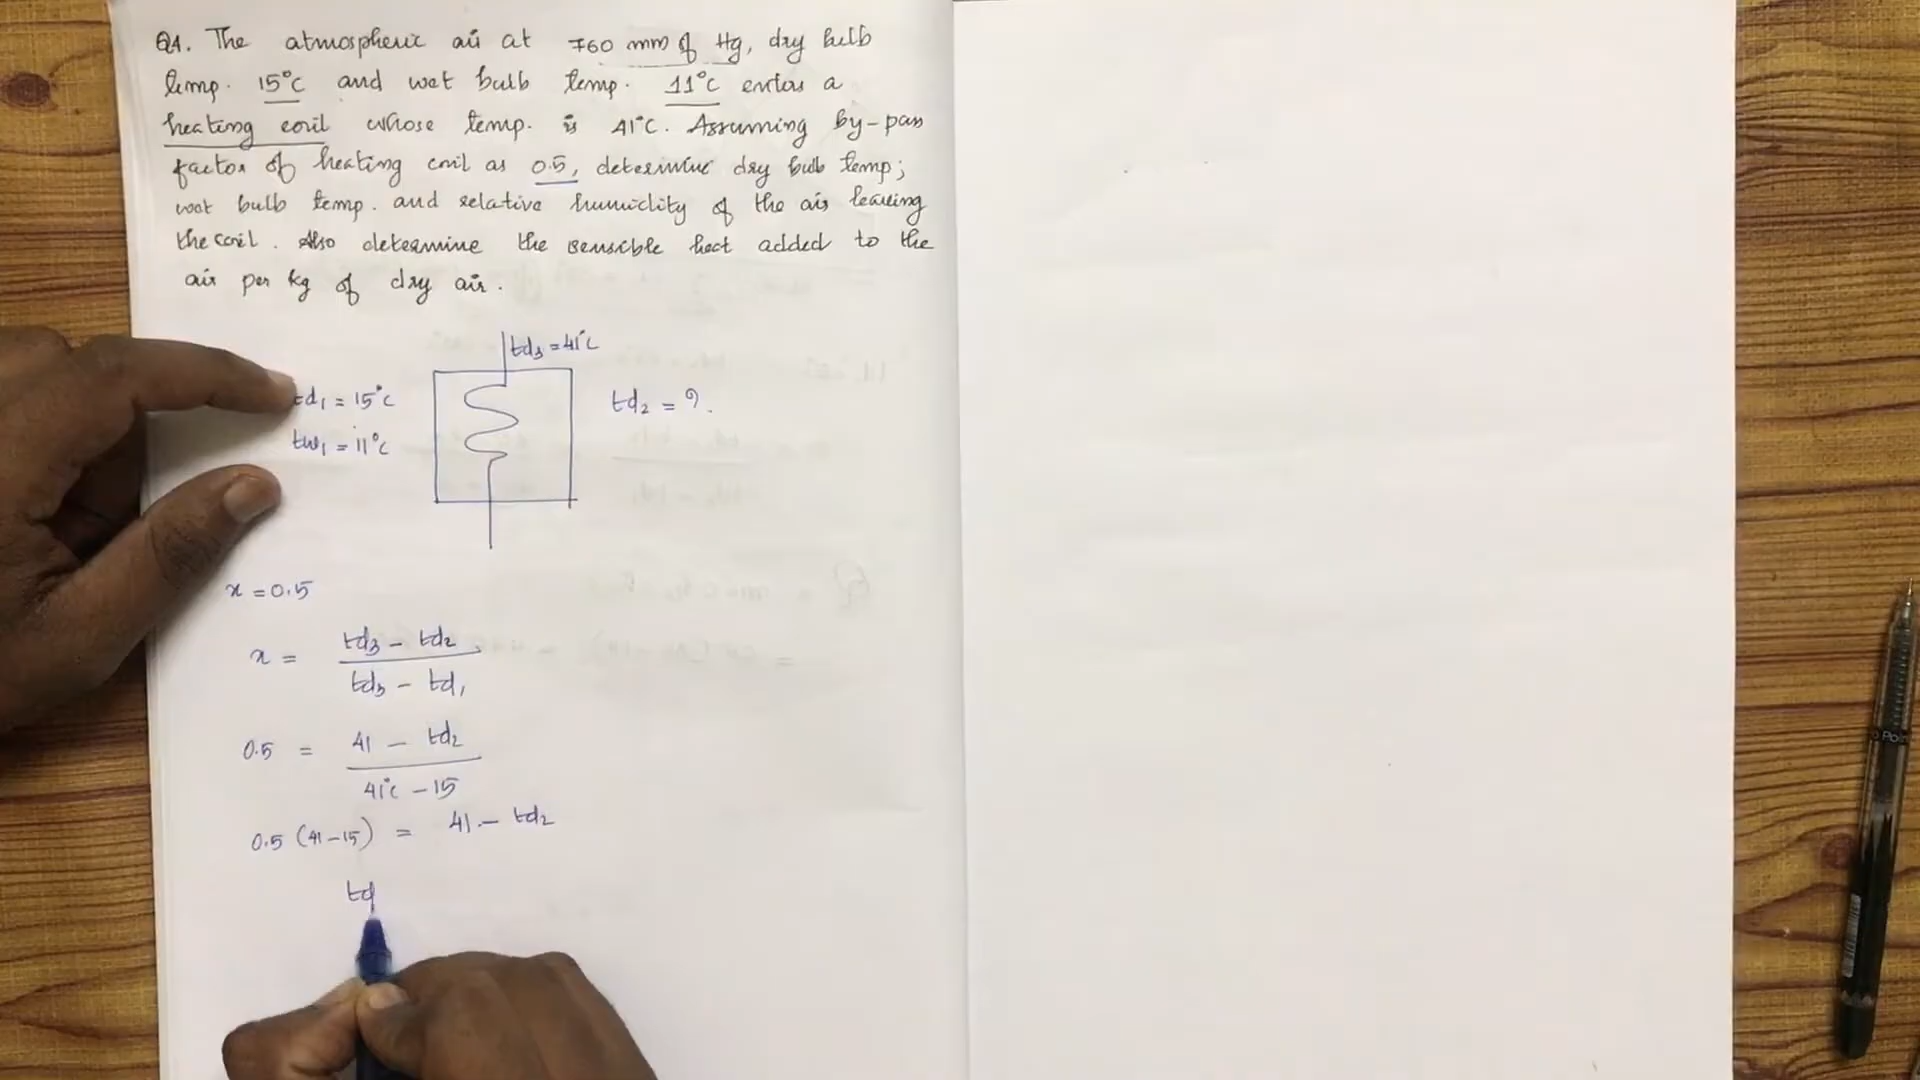 Q1. The atmospheric air at 760 mm of Hg, dry bulb
temp. 15°C and wet bulb temp. 11°C enters a
heating coil whose temp. is 41°C. Assuming by-pass
factor of heating coil as 0.5, determine dry bulb temp;
wet bulb temp. and relative humidity of the air leaving
the coil. Also determine the sensible heat added to the
air per kg of dry air.
td3 = 41°C
td1 = 15°C
td2 = ?.
tw1 = 11°C
x = 0.5
x = td3 - td2 / td3 - td1
0.5 = 41 - td2 / 41°C - 15
0.5 (41-15) = 41 - td2
td